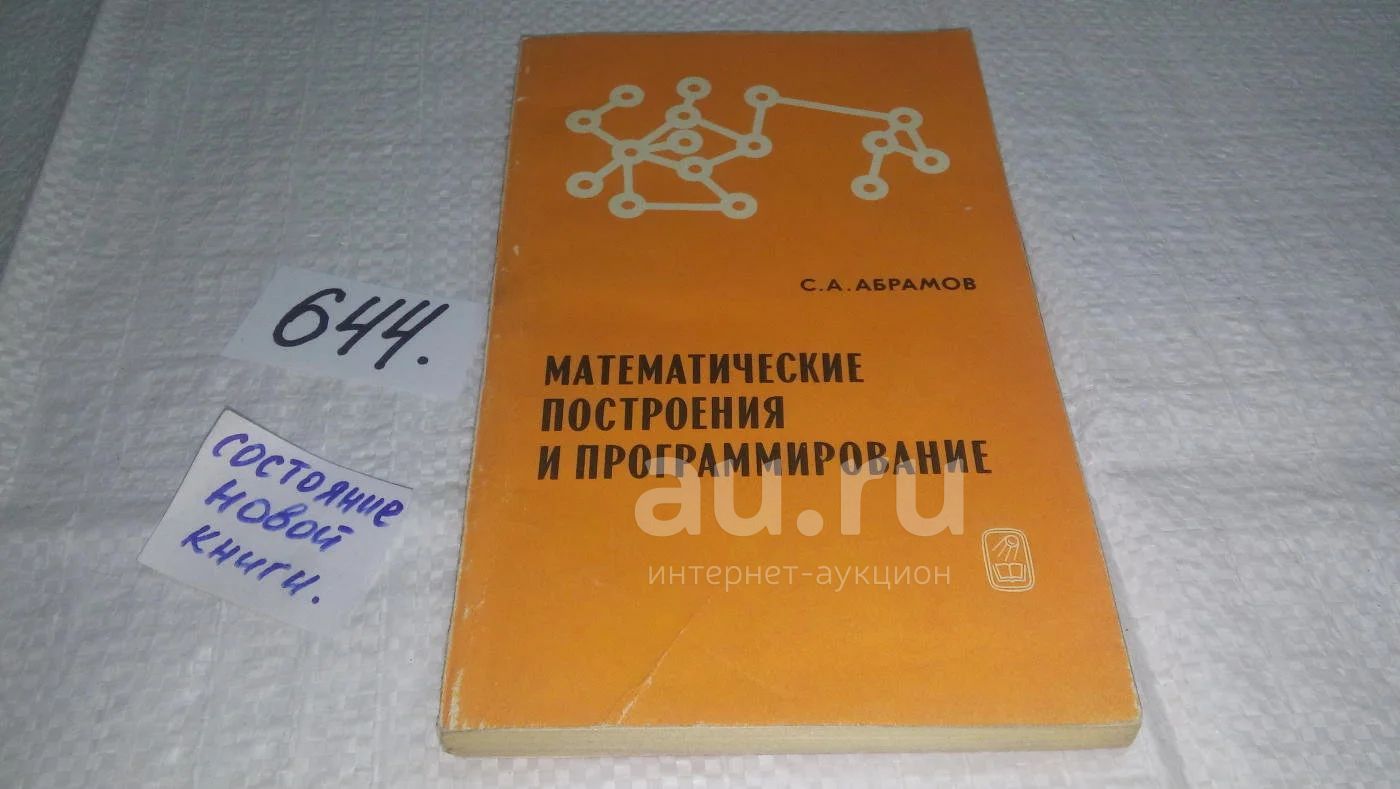 С.А.АБРАМОВ
644.
МАТЕМАТИЧЕСКИЕ
ПОСТРОЕНИЯ
И ПРОГРАММИРОВАНИЕ
состояние
новой
книги.
au.ru
интернет-аукцион